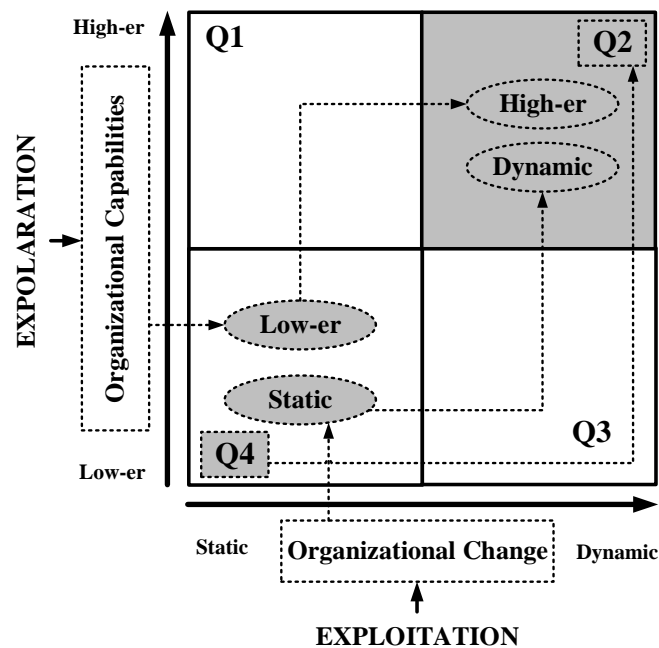 High-er
Q1
Q2
High-er
Dynamic
EXPOLARATION
Organizational Capabilities
Low-er
Static
Q4
Q3
Low-er
Static
Organizational Change
Dynamic
EXPLOITATION